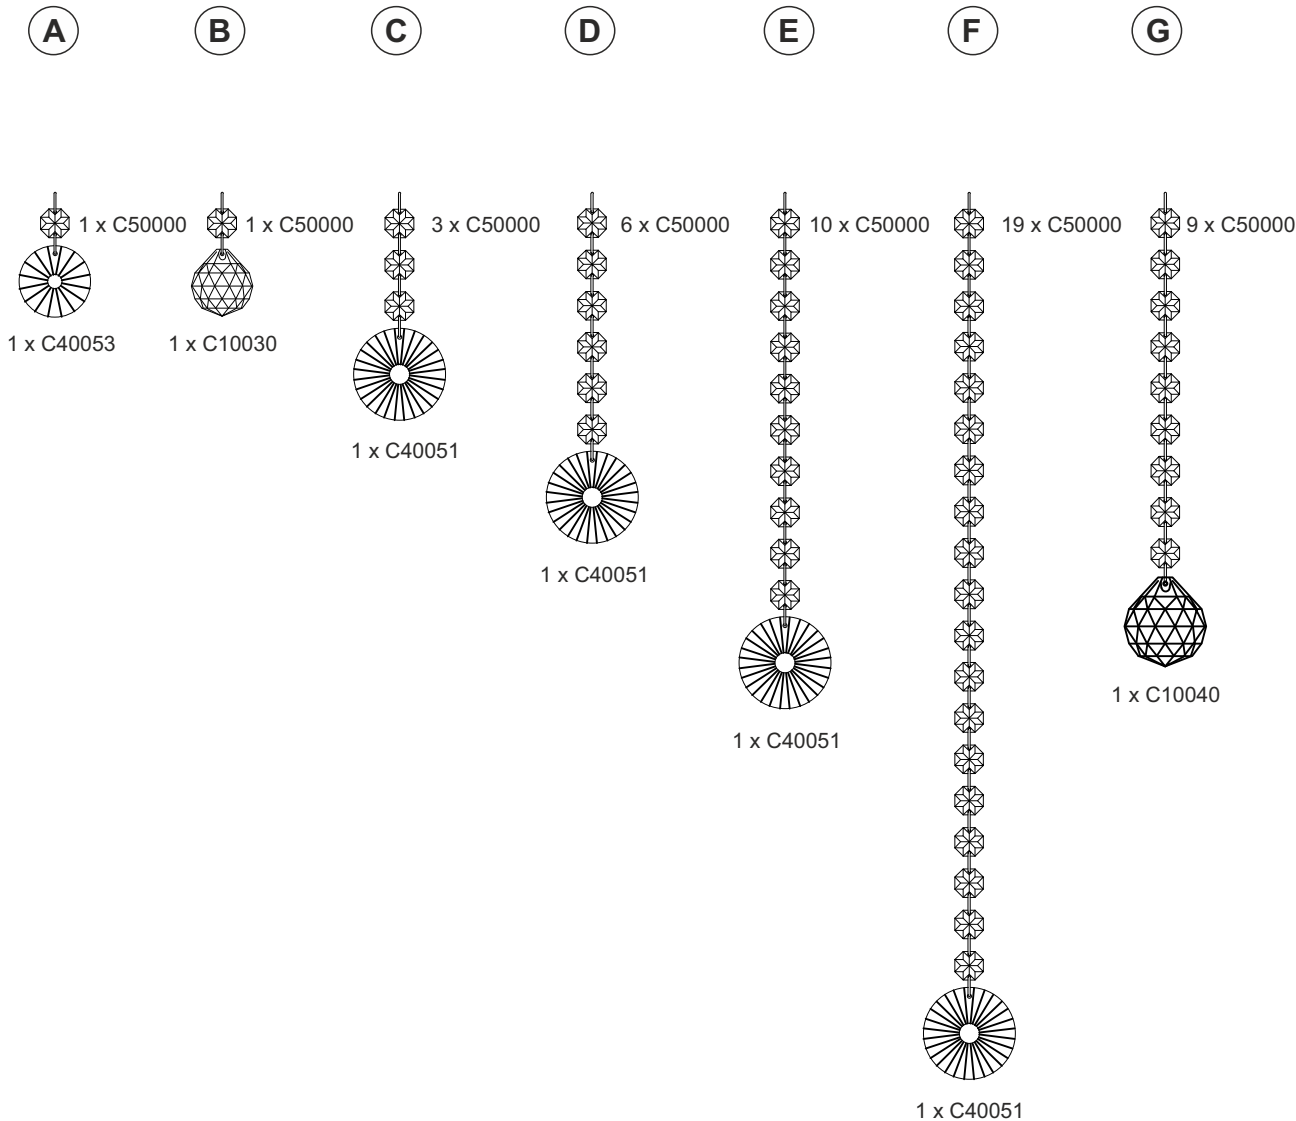 A B C D E F G
1 x C50000 1 x C50000 3 x C50000 6 x C50000 10 x C50000 19 x C50000 9 x C50000
1 x C40053 1 x C10030
1 x C40051
1 x C40051
1 x C10040
1 x C40051
1 x C40051